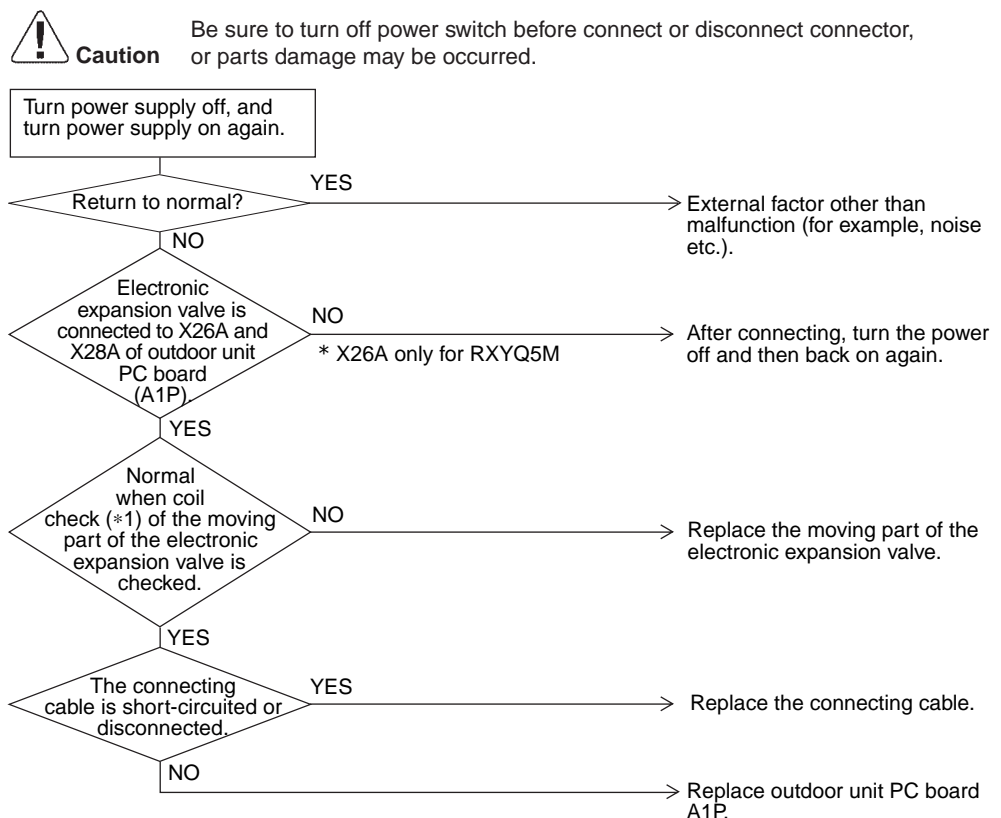 Caution
Be sure to turn off power switch before connect or disconnect connector,
or parts damage may be occurred.
Turn power supply off, and
turn power supply on again.
Return to normal?
YES
External factor other than
malfunction (for example, noise
etc.).
NO
Electronic
expansion valve is
connected to X26A and
X28A of outdoor unit
PC board
(A1P).
NO
* X26A only for RXYQ5M
After connecting, turn the power
off and then back on again.
YES
Normal
when coil
check (*1) of the moving
part of the electronic
expansion valve is
checked.
NO
Replace the moving part of the
electronic expansion valve.
YES
The connecting
cable is short-circuited or
disconnected.
YES
Replace the connecting cable.
NO
Replace outdoor unit PC board
A1P.